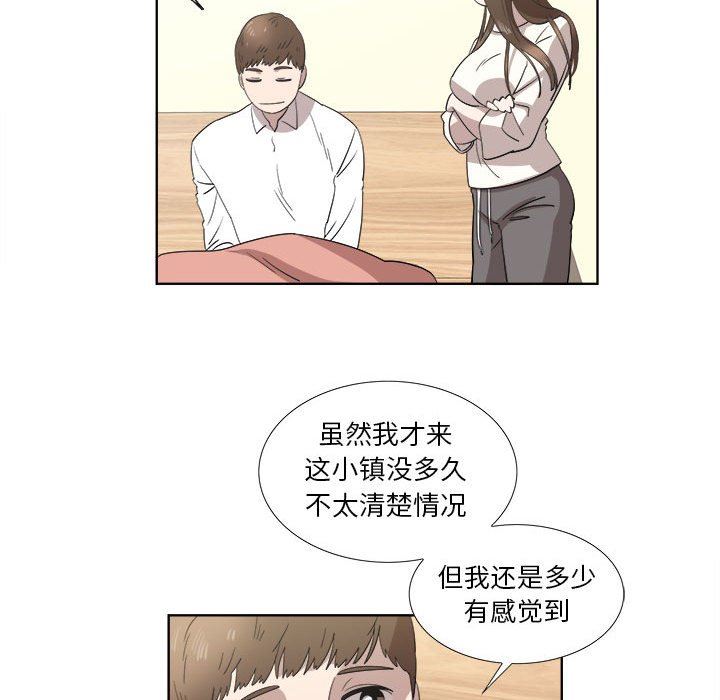 虽然我才来
这小镇没多久
不太清楚情况
但我还是多少
有感觉到